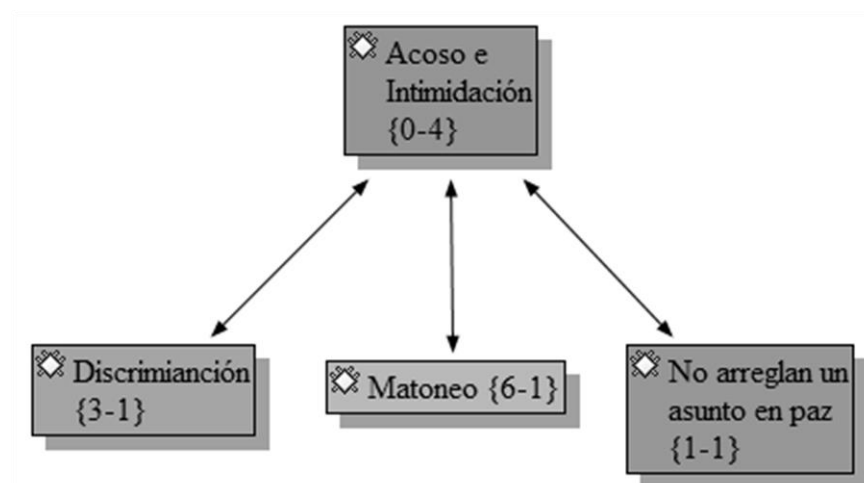 Acoso e
Intimidación
{0-4}
Discrimianción
{3-1}
Matoneo {6-1}
No arreglan un
asunto en paz
{1-1}